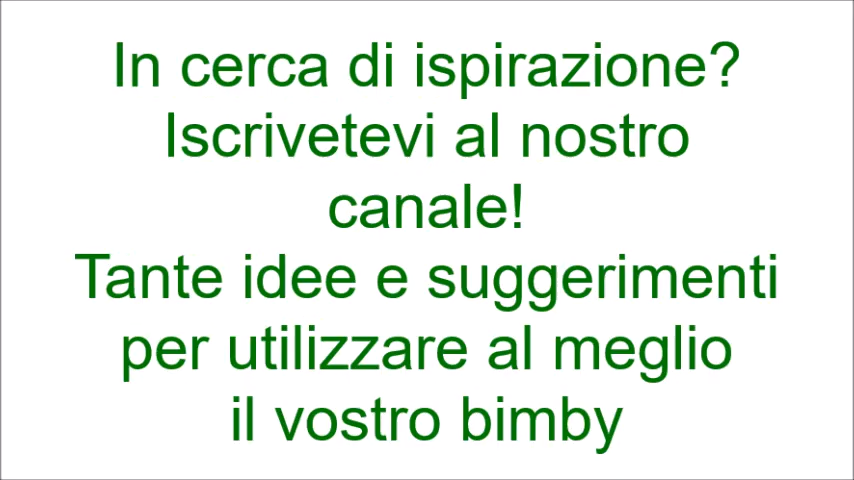 In cerca di ispirazione?
Iscrivetevi al nostro
canale!
Tante idee e suggerimenti
per utilizzare al meglio
il vostro bimby